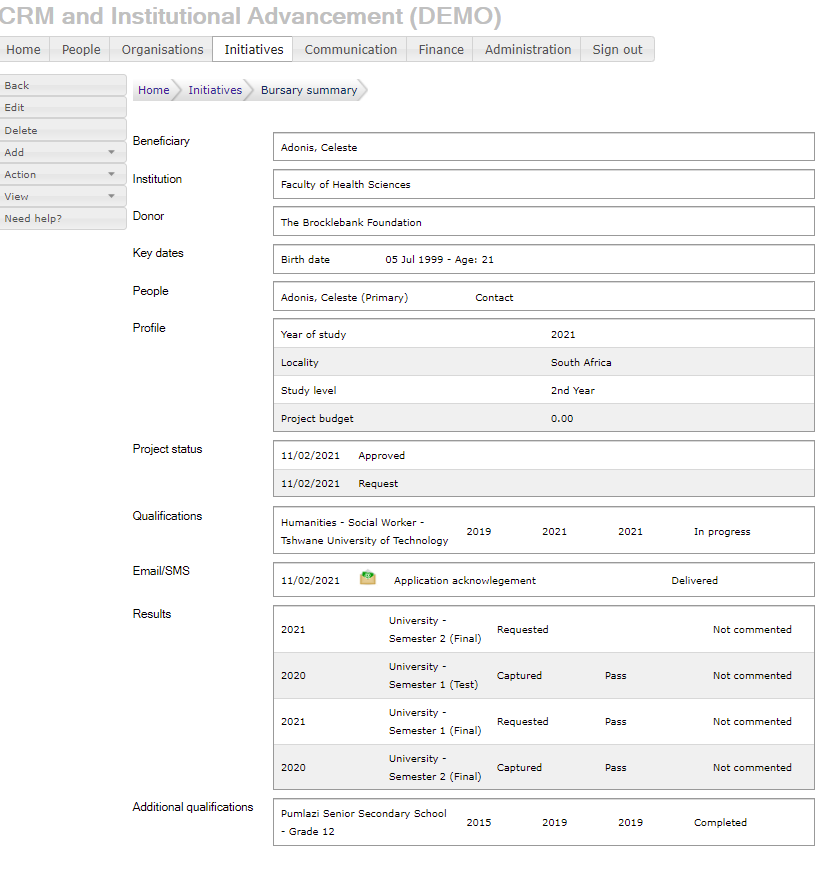 CRM and Institutional Advancement (DEMO)
Home People Organisations Initiatives Communication Finance Administration Sign out
Back
Edit
Delete
Add
Action
View
Need help?
Home Initiatives Bursary summary
Beneficiary Adonis, Celeste
Institution Faculty of Health Sciences
Donor The Brocklebank Foundation
Key dates Birth date 05 Jul 1999 - Age: 21
People Adonis, Celeste (Primary) Contact
Profile Year of study 2021
Locality South Africa
Study level 2nd Year
Project budget 0.00
Project status 11/02/2021 Approved
11/02/2021 Request
Qualifications Humanities - Social Worker -
Tshwane University of Technology 2019 2021 2021 In progress
Email/SMS 11/02/2021 Application acknowlegement Delivered
Results 2021 University -
Semester 2 (Final) Requested Not commented
2020 University -
Semester 1 (Test) Captured Pass Not commented
2021 University -
Semester 1 (Final) Requested Pass Not commented
2020 University -
Semester 2 (Final) Captured Pass Not commented
Additional qualifications Pumlazi Senior Secondary School
- Grade 12 2015 2019 2019 Completed